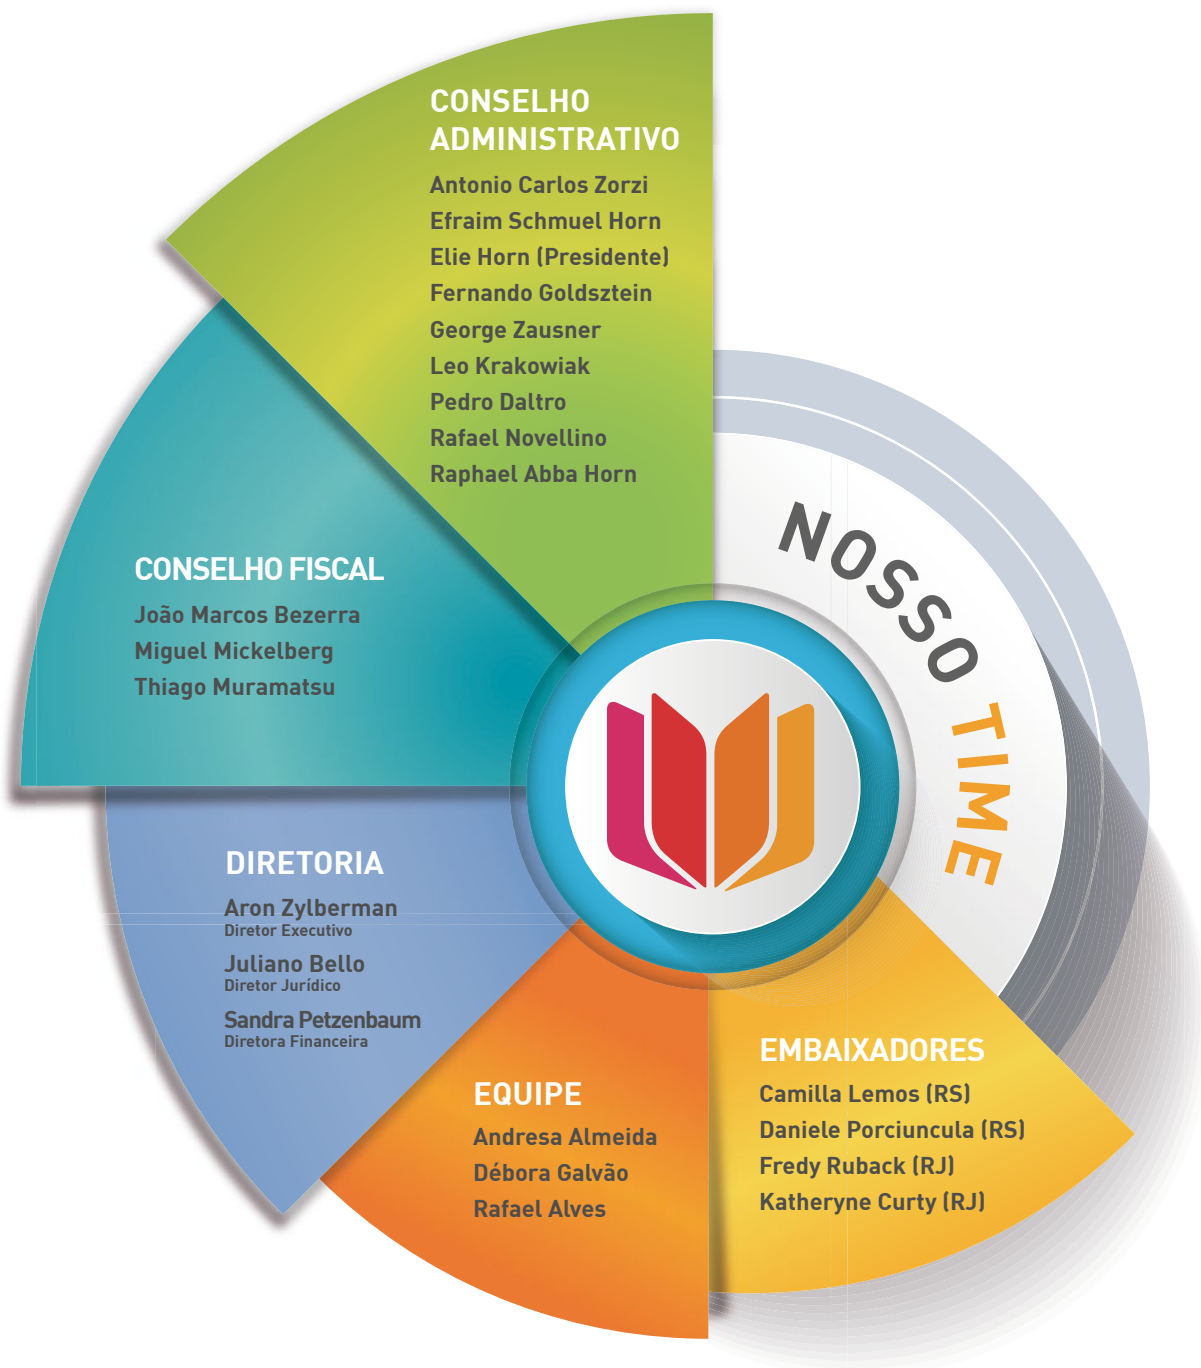 CONSELHO
ADMINISTRATIVO
Antonio Carlos Zorzi
Efraim Schmuel Horn
Elie Horn (Presidente)
Fernando Goldsztein
George Zausner
Leo Krakowiak
Pedro Daltro
Rafael Novellino
Raphael Abba Horn
NOSSO TIME
CONSELHO FISCAL
João Marcos Bezerra
Miguel Mickelberg
Thiago Muramatsu
DIRETORIA
Aron Zylberman
Diretor Executivo
Juliano Bello
Diretor Jurídico
Sandra Petzenbaum
Diretora Financeira
EQUIPE
Andresa Almeida
Débora Galvão
Rafael Alves
EMBAIXADORES
Camilla Lemos (RS)
Daniele Porciuncula (RS)
Fredy Ruback (RJ)
Katheryne Curty (RJ)